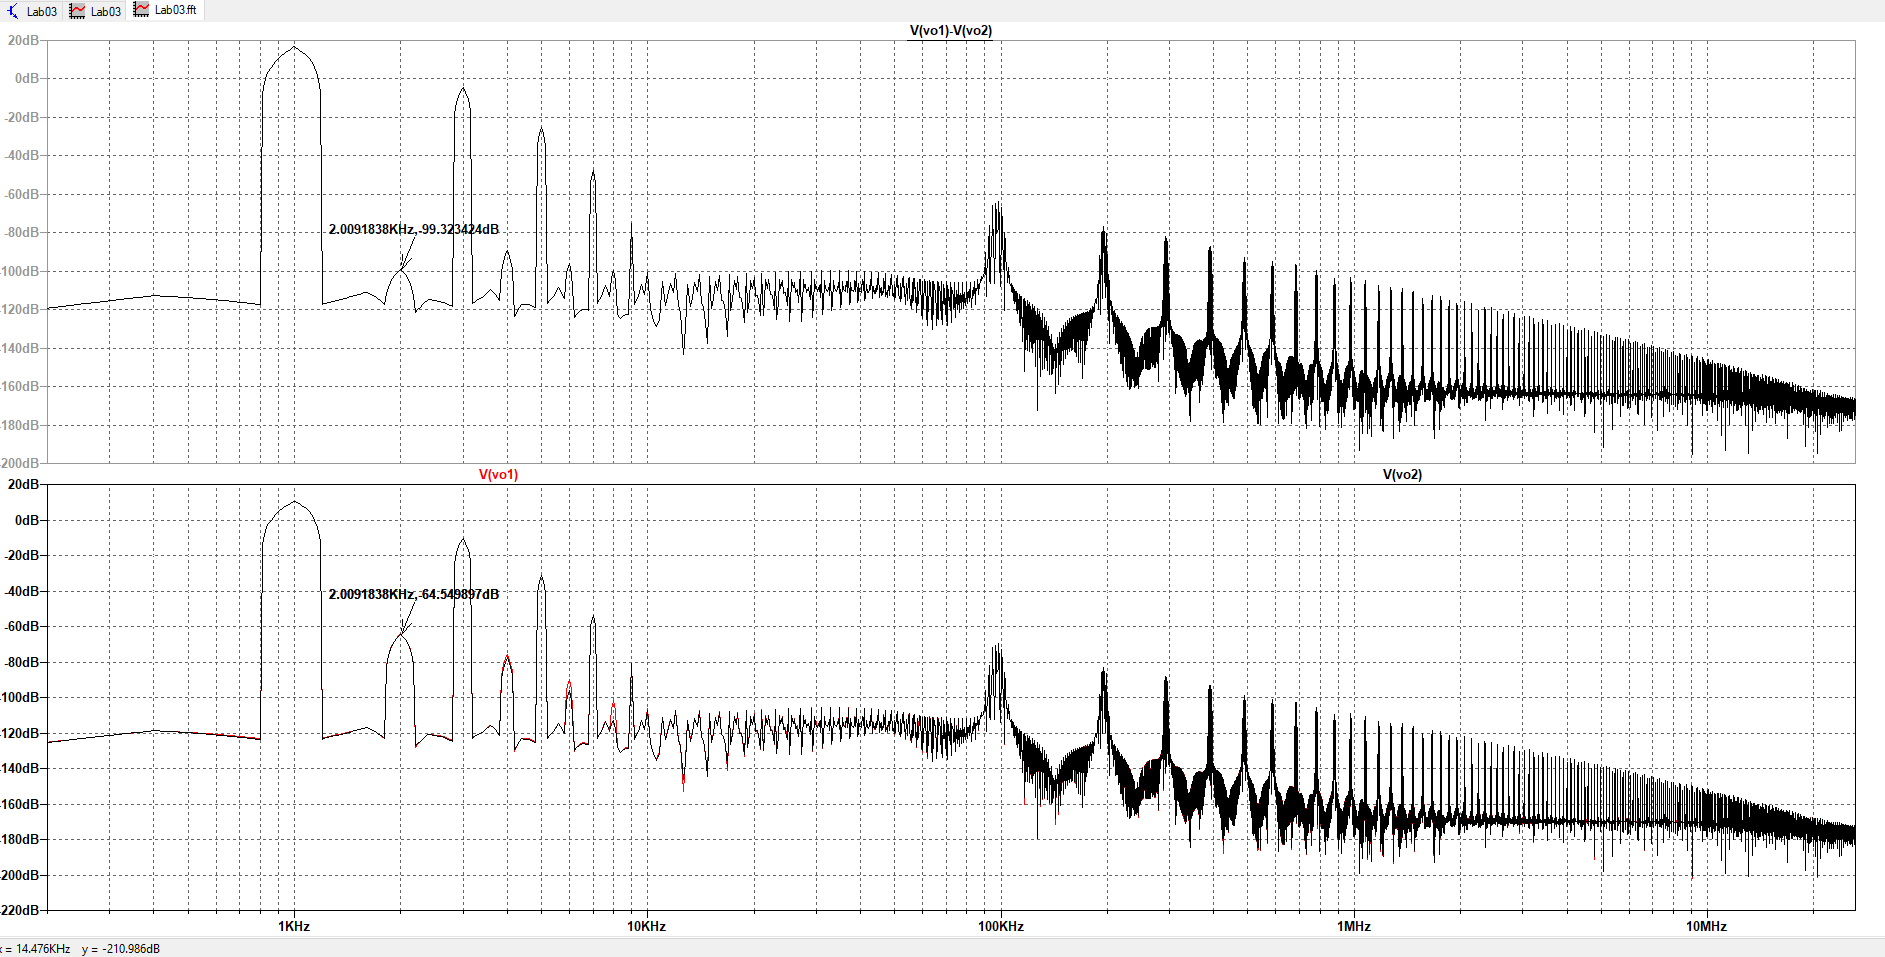 Lab03 Lab03 Lab03.fft
V(vo1)-V(vo2)
20dB
0dB
-20dB
-40dB
-60dB
-80dB
100dB
120dB
140dB
160dB
180dB
200dB
2.0091838KHz,-99.323424dB
V(vo1) V(vo2)
20dB
0dB
-20dB
-40dB
-60dB
-80dB
100dB
120dB
140dB
160dB
180dB
200dB
220dB
2.0091838KHz,-64.549897dB
1KHz 10KHz 100KHz 1MHz 10MHz
x = 14.476KHz y = -210.986dB